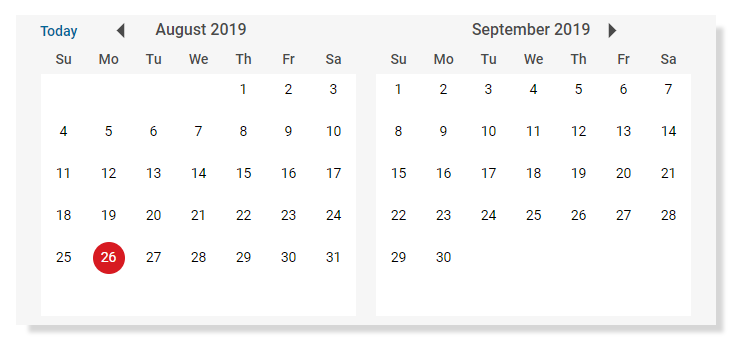 Today August 2019 September 2019
Su Mo Tu We Th Fr Sa Su Mo Tu We Th Fr Sa
1 2 3 1 2 3 4 5 6 7
4 5 6 7 8 9 10 8 9 10 11 12 13 14
11 12 13 14 15 16 17 15 16 17 18 19 20 21
18 19 20 21 22 23 24 22 23 24 25 26 27 28
25 26 27 28 29 30 31 29 30